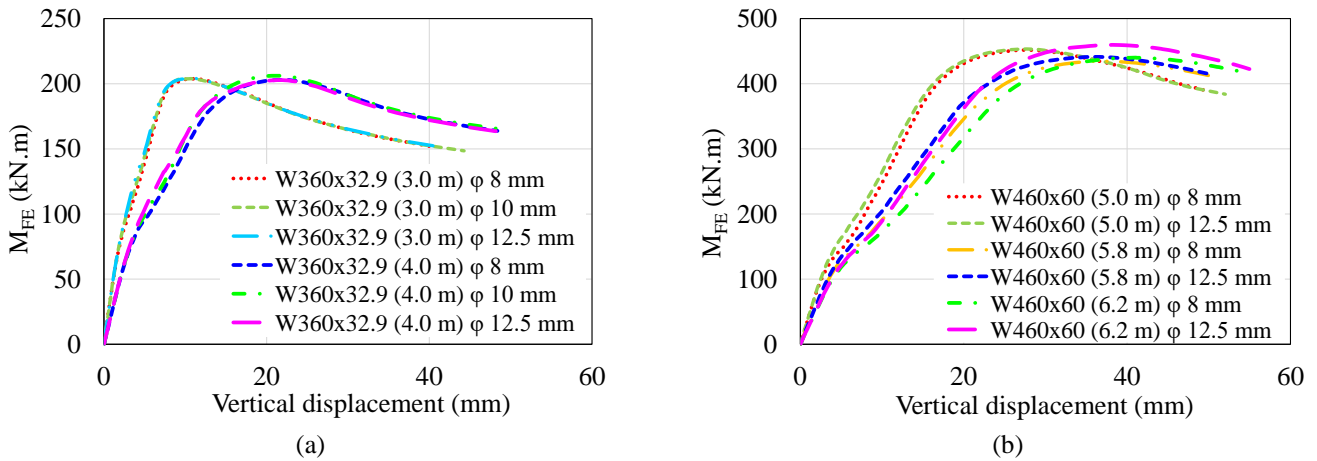 250
200
150
100
50
0
M_FE (kN.m)
W360x32.9 (3.0 m) φ 8 mm
W360x32.9 (3.0 m) φ 10 mm
W360x32.9 (3.0 m) φ 12.5 mm
W360x32.9 (4.0 m) φ 8 mm
W360x32.9 (4.0 m) φ 10 mm
W360x32.9 (4.0 m) φ 12.5 mm
0 20 40 60
Vertical displacement (mm)
(a)
500
400
300
200
100
0
M_FE (kN.m)
W460x60 (5.0 m) φ 8 mm
W460x60 (5.0 m) φ 12.5 mm
W460x60 (5.8 m) φ 8 mm
W460x60 (5.8 m) φ 12.5 mm
W460x60 (6.2 m) φ 8 mm
W460x60 (6.2 m) φ 12.5 mm
0 20 40 60
Vertical displacement (mm)
(b)